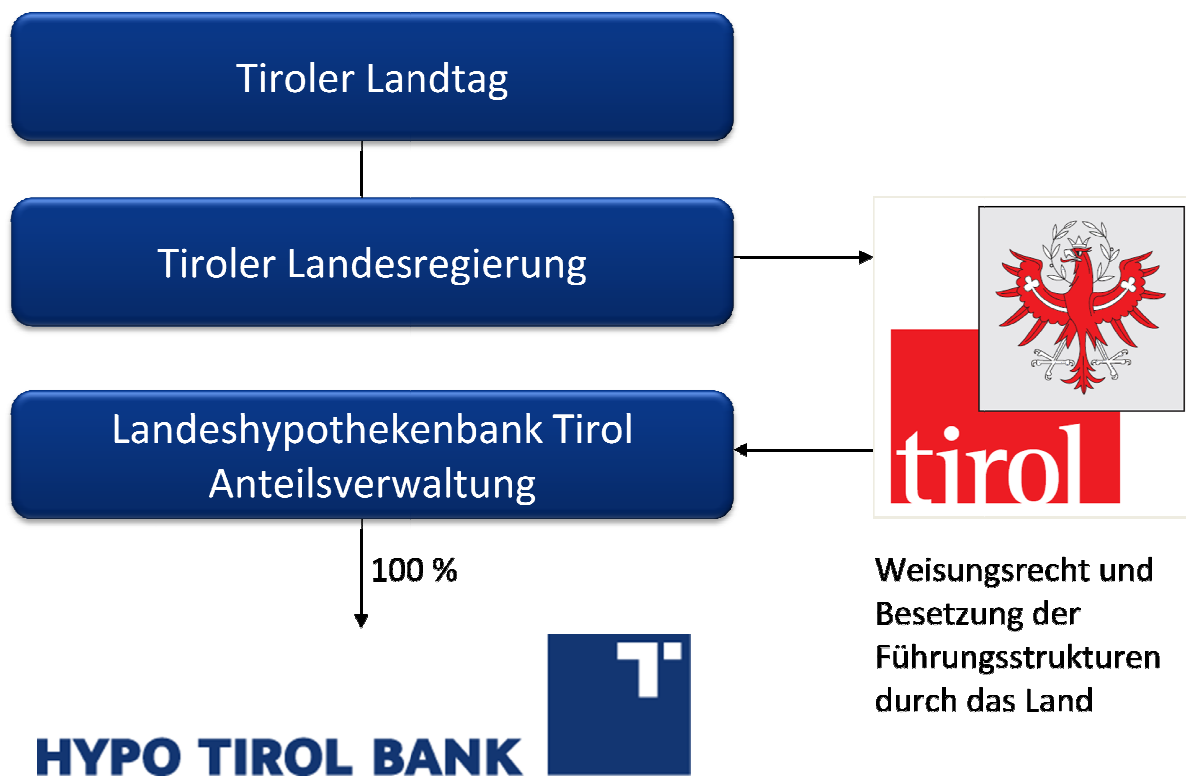 Tiroler Landtag
Tiroler Landesregierung
Landeshypothekenbank Tirol
Anteilsverwaltung
100 %
HYPO TIROL BANK
tirol
Weisungsrecht und
Besetzung der
Führungsstrukturen
durch das Land